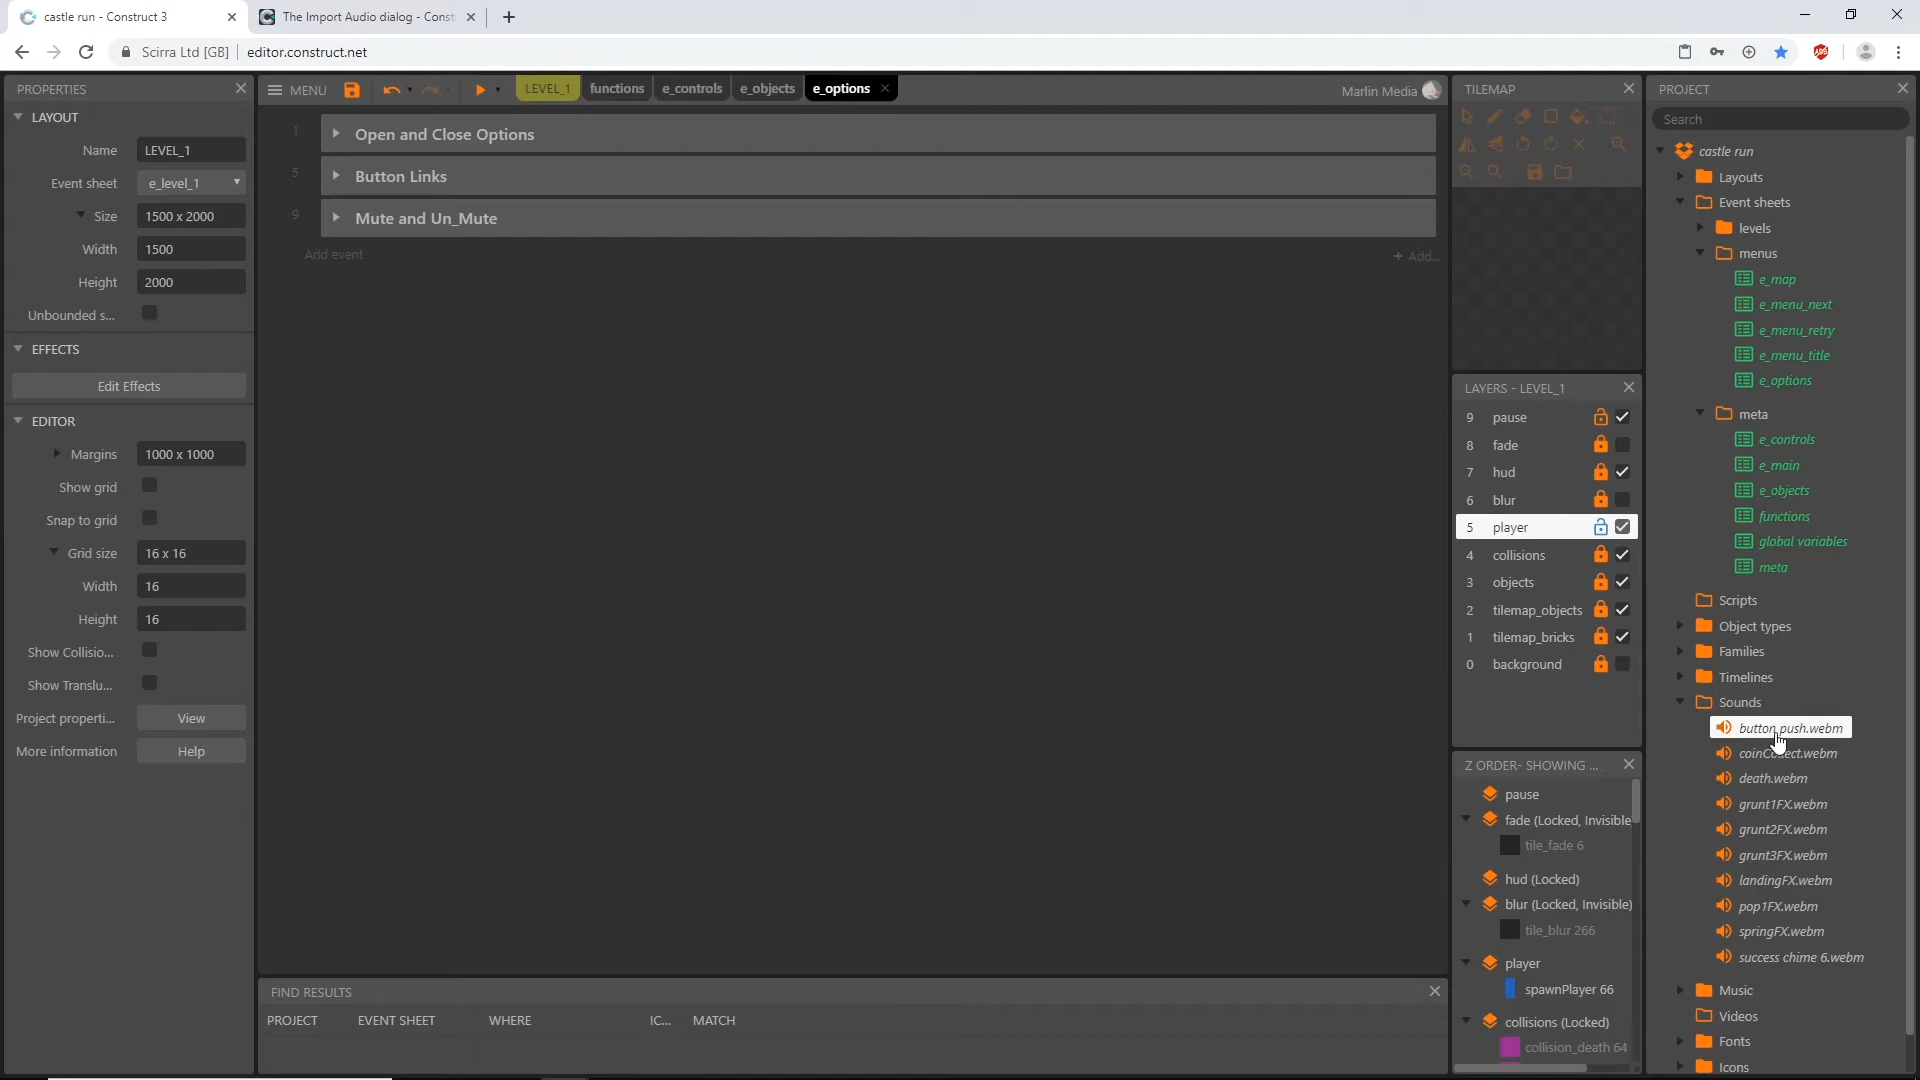 castle run - Construct 3
The Import Audio dialog - Const
Scirra Ltd [GB]
editor.construct.net
PROPERTIES
LAYOUT
Name
LEVEL_1
Event sheet
e_level_1
Size
1500 x 2000
Width
1500
Height
2000
Unbounded s...
EFFECTS
Edit Effects
EDITOR
Margins
1000 x 1000
Show grid
Snap to grid
Grid size
16 x 16
Width
16
Height
16
Show Collisio...
Show Translu...
Project properti...
View
More information
Help
MENU
LEVEL_1
functions
e_controls
e_objects
e_options
Marlin Media
1
Open and Close Options
5
Button Links
9
Mute and Un_Mute
Add event
+ Add...
FIND RESULTS
PROJECT
EVENT SHEET
WHERE
IC...
MATCH
TILEMAP
LAYERS - LEVEL_1
9 pause
8 fade
7 hud
6 blur
5 player
4 collisions
3 objects
2 tilemap_objects
1 tilemap_bricks
0 background
Z ORDER- SHOWING ...
pause
fade (Locked, Invisible
tile_fade 6
hud (Locked)
blur (Locked, Invisible)
tile_blur 266
player
spawnPlayer 66
collisions (Locked)
collision_death 64
PROJECT
Search
castle run
Layouts
Event sheets
levels
menus
e_map
e_menu_next
e_menu_retry
e_menu_title
e_options
meta
e_controls
e_main
e_objects
functions
global variables
meta
Scripts
Object types
Families
Timelines
Sounds
button push.webm
coinCollect.webm
death.webm
grunt1FX.webm
grunt2FX.webm
grunt3FX.webm
landingFX.webm
pop1FX.webm
springFX.webm
success chime 6.webm
Music
Videos
Fonts
Icons